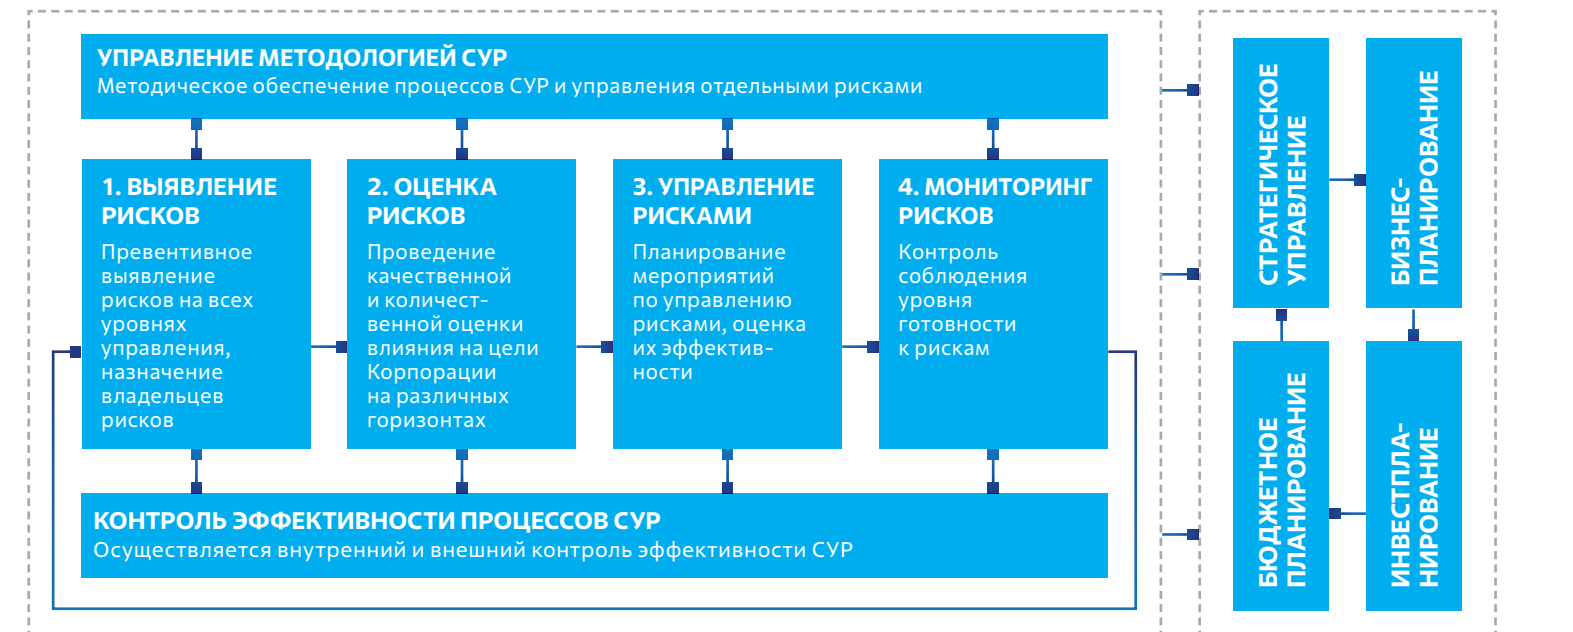 УПРАВЛЕНИЕ МЕТОДОЛОГИЕЙ СУР
Методическое обеспечение процессов СУР и управления отдельными рисками
1. ВЫЯВЛЕНИЕ
РИСКОВ
Превентивное
выявление
рисков на всех
уровнях
управления,
назначение
владельцев
рисков
2. ОЦЕНКА
РИСКОВ
Проведение
качественной
и количест-
венной оценки
влияния на цели
Корпорации
на различных
горизонтах
3. УПРАВЛЕНИЕ
РИСКАМИ
Планирование
мероприятий
по управлению
рисками, оценка
их эффектив-
ности
4. МОНИТОРИНГ
РИСКОВ
Контроль
соблюдения
уровня
готовности
к рискам
КОНТРОЛЬ ЭФФЕКТИВНОСТИ ПРОЦЕССОВ СУР
Осуществляется внутренний и внешний контроль эффективности СУР
СТРАТЕГИЧЕСКОЕ
УПРАВЛЕНИЕ
БИЗНЕС-
ПЛАНИРОВАНИЕ
БЮДЖЕТНОЕ
ПЛАНИРОВАНИЕ
ИНВЕСТПЛА-
НИРОВАНИЕ